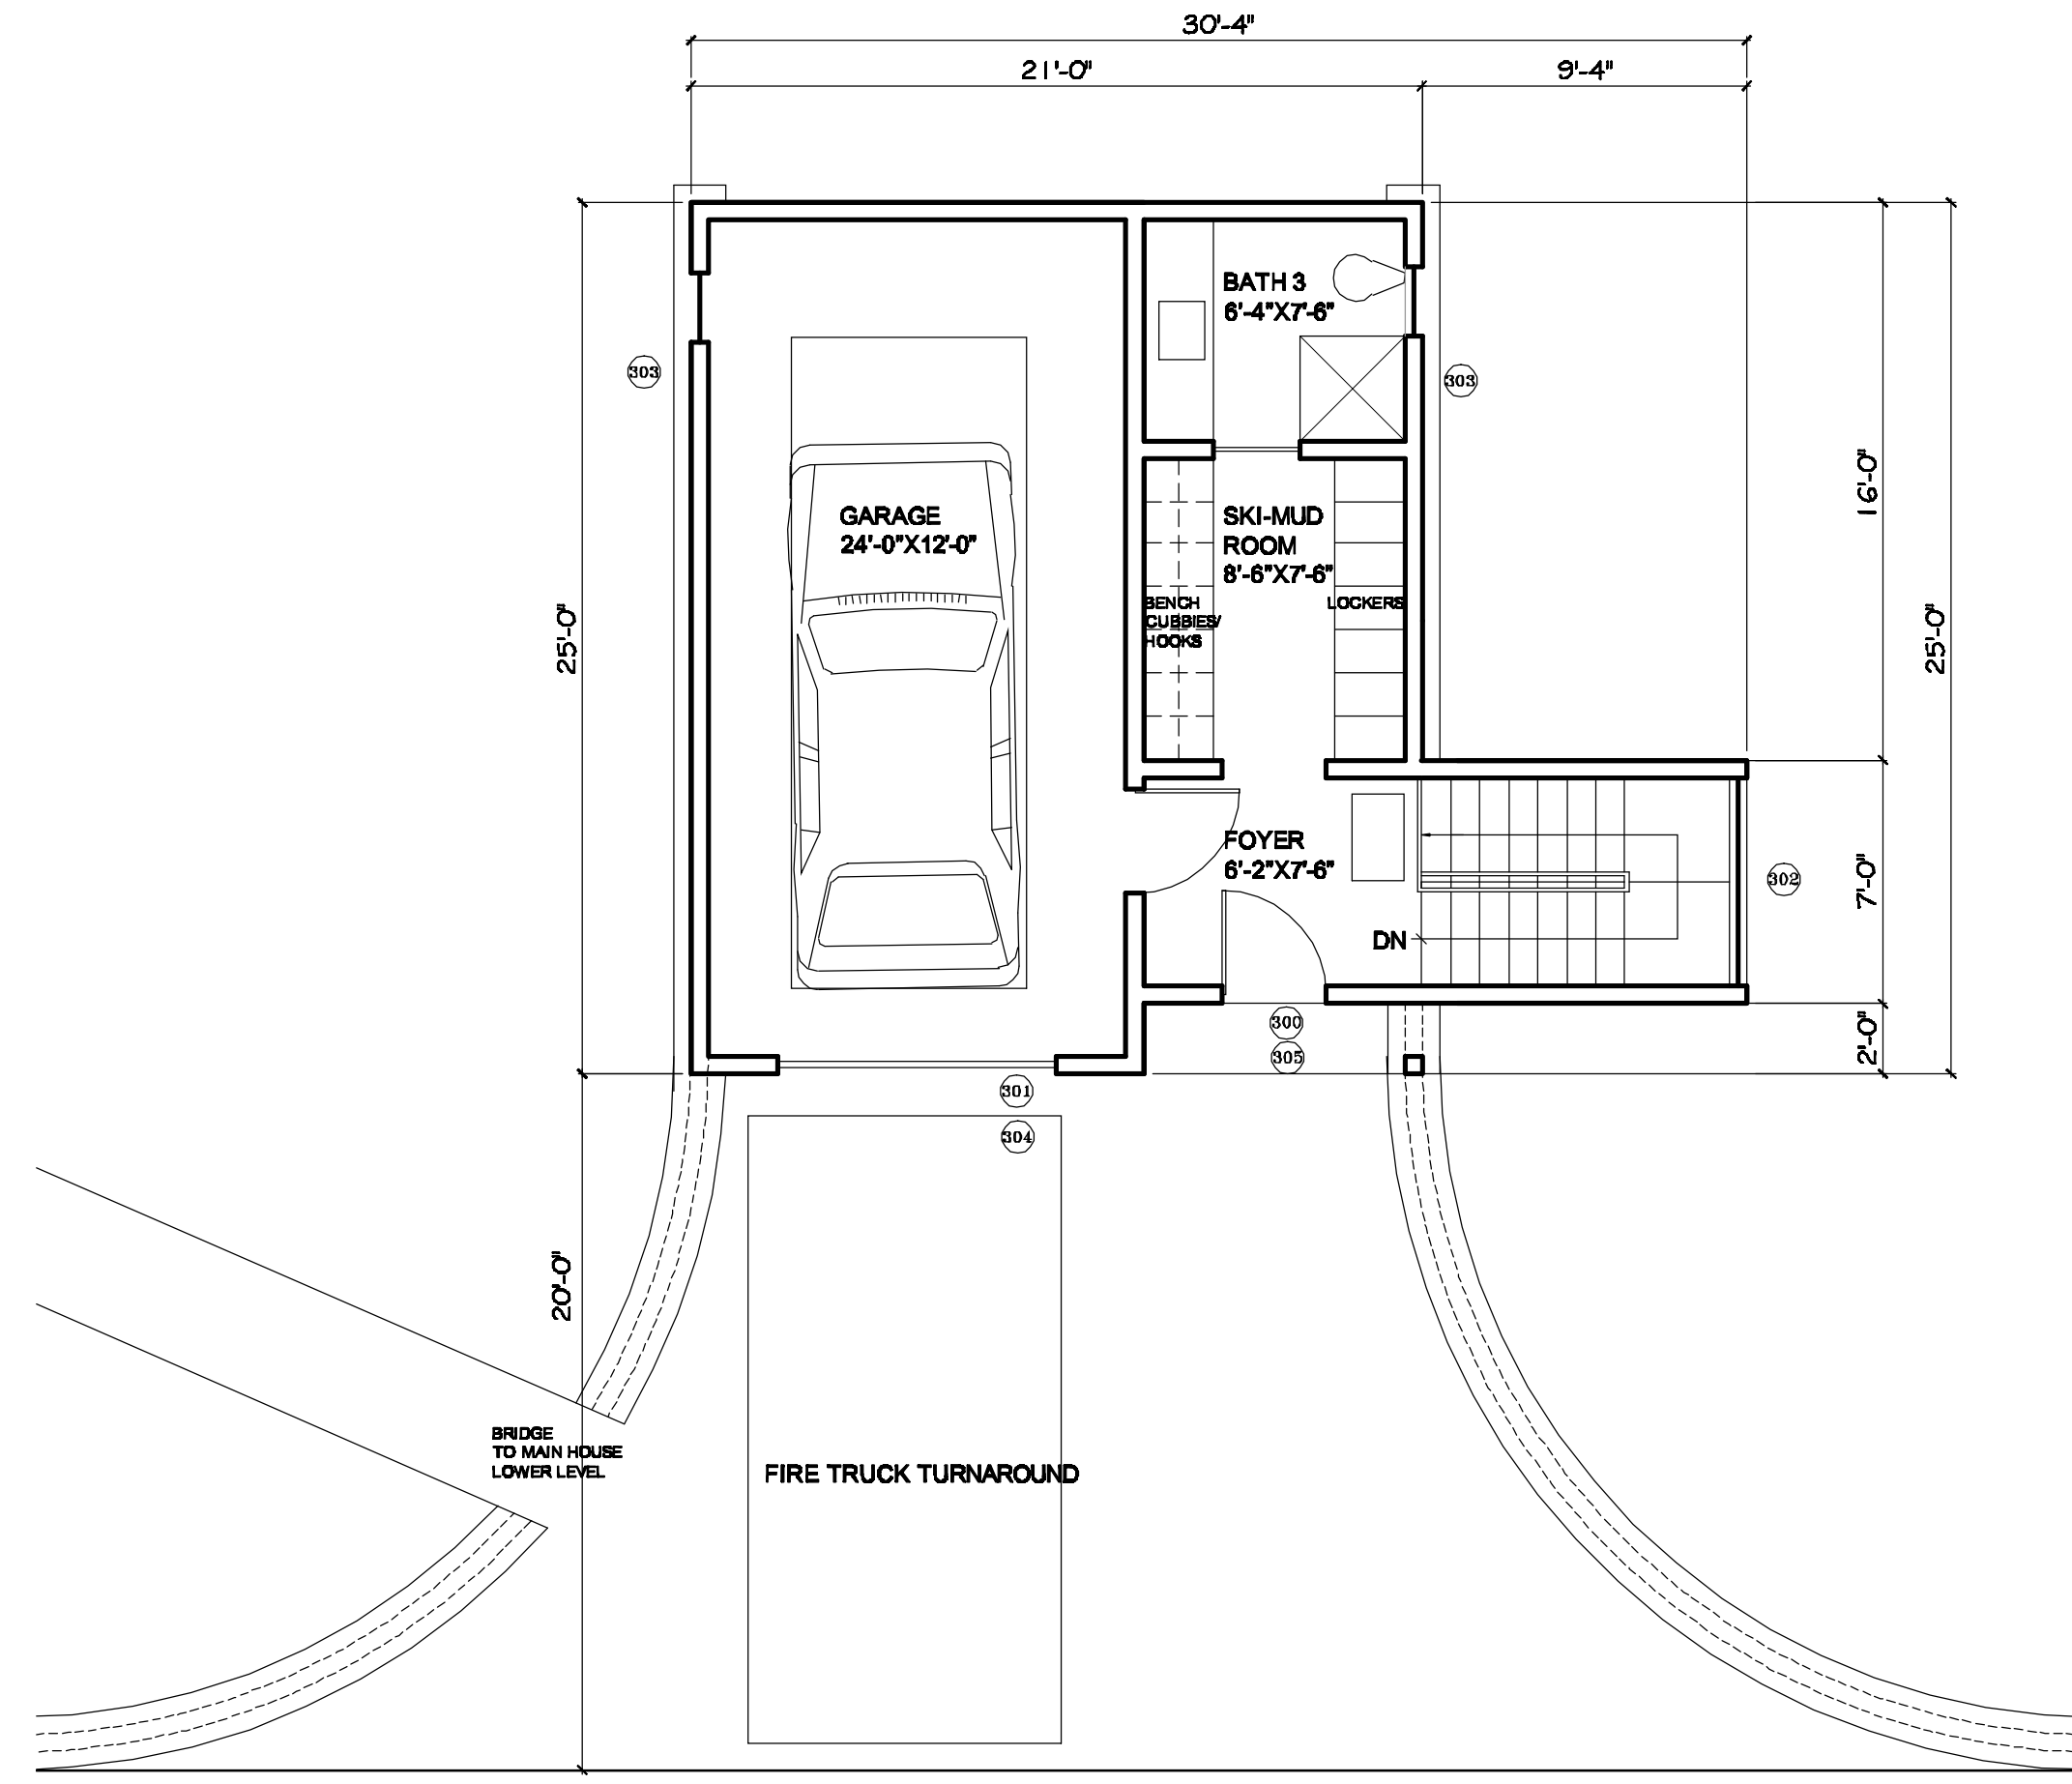 30'-4"
21'-0"
9'-4"
BATH 3
6'-4"X7'-6"
303
303
16'-0"
GARAGE
24'-0"X12'-0"
SKI-MUD
ROOM
8'-6"X7'-6"
BENCH
CUBBIES/
HOOKS
LOCKERS
25'-0"
25'-0"
FOYER
6'-2"X7'-6"
302
7'-0"
DN
300
305
2'-0"
301
304
20'-0"
BRIDGE
TO MAIN HOUSE
LOWER LEVEL
FIRE TRUCK TURNAROUND